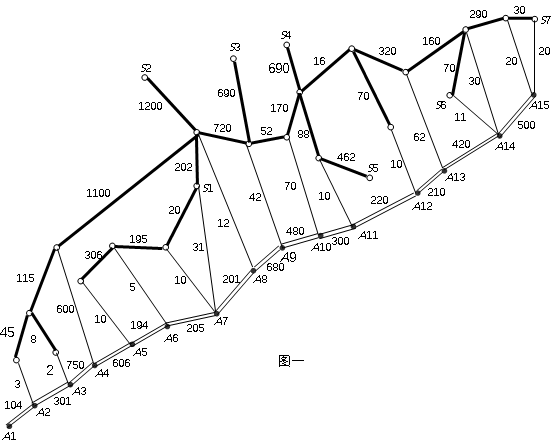 290 30 S7
S4
S3 16 320 160 20
S2 690 70 20
690 70 30
1200 170 S6 11 A15
720 52 88 62 500
202 462 S5 420 A14
1100 S1 70 10 A13
20 42 10 210
195 12 220 A12
306 31 480 A11
115 10 A10 300
5 A9
600 201 680
10 A8
45 8 194 A7
205
2 A6
3 750 A5
606
A4
104 301 A3
A2
A1
图一